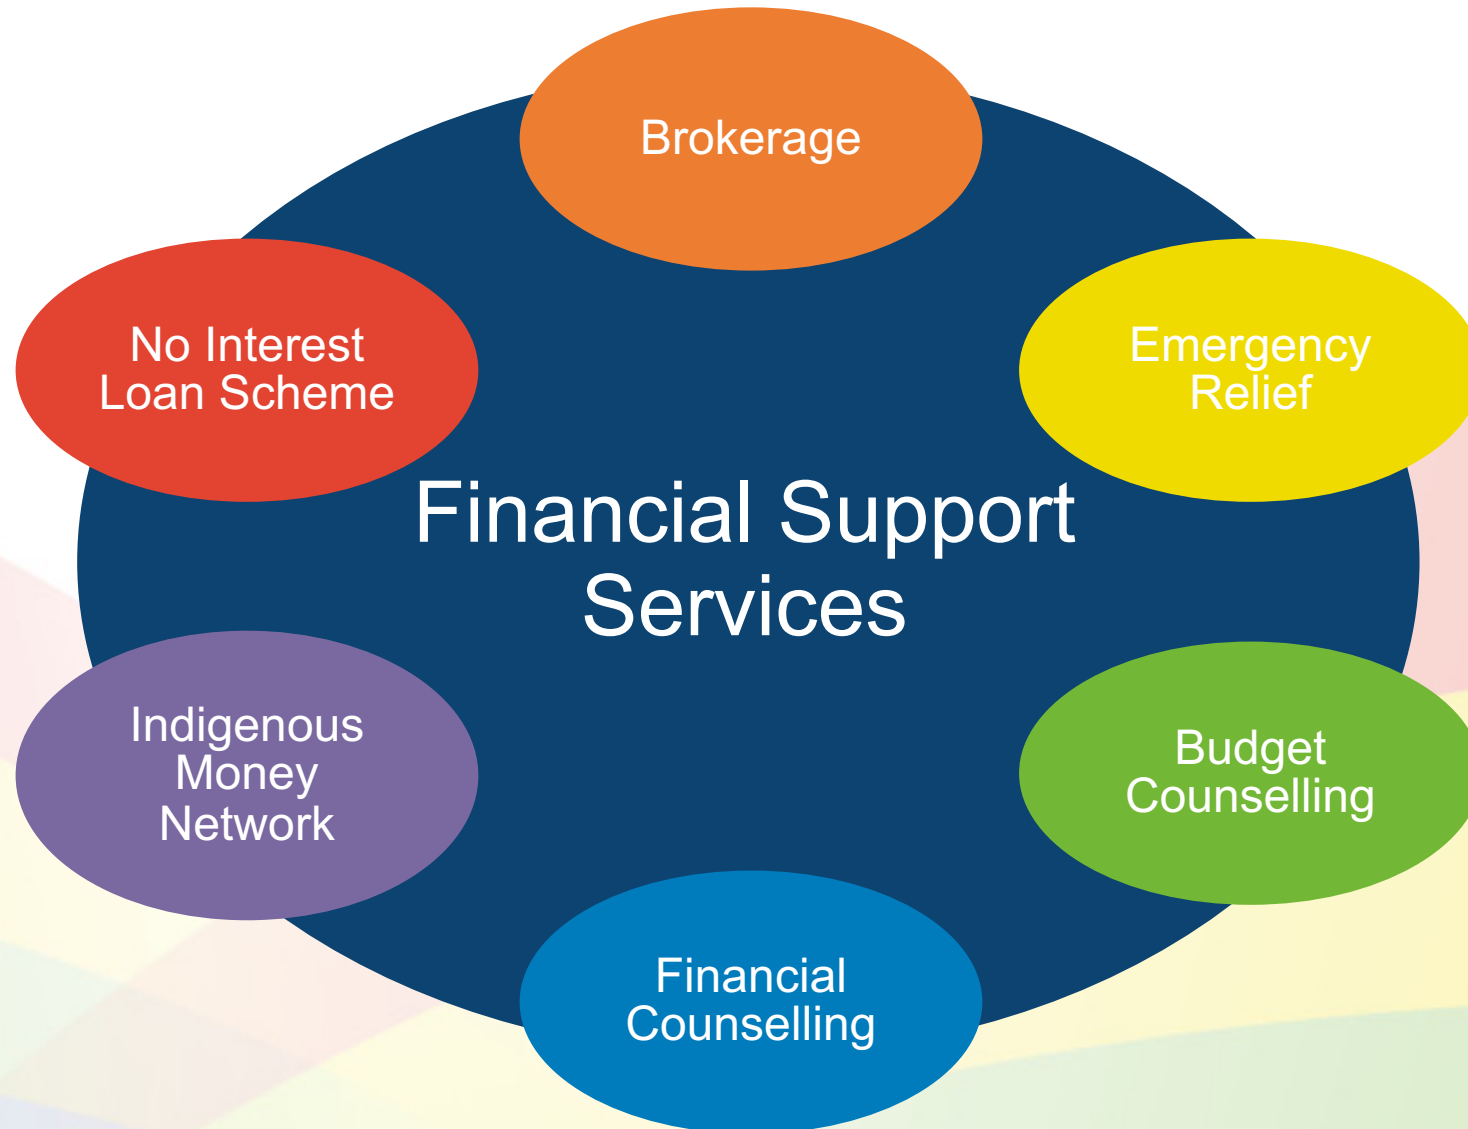 Brokerage
No Interest
Loan Scheme
Emergency
Relief
Financial Support
Services
Indigenous
Money
Network
Budget
Counselling
Financial
Counselling